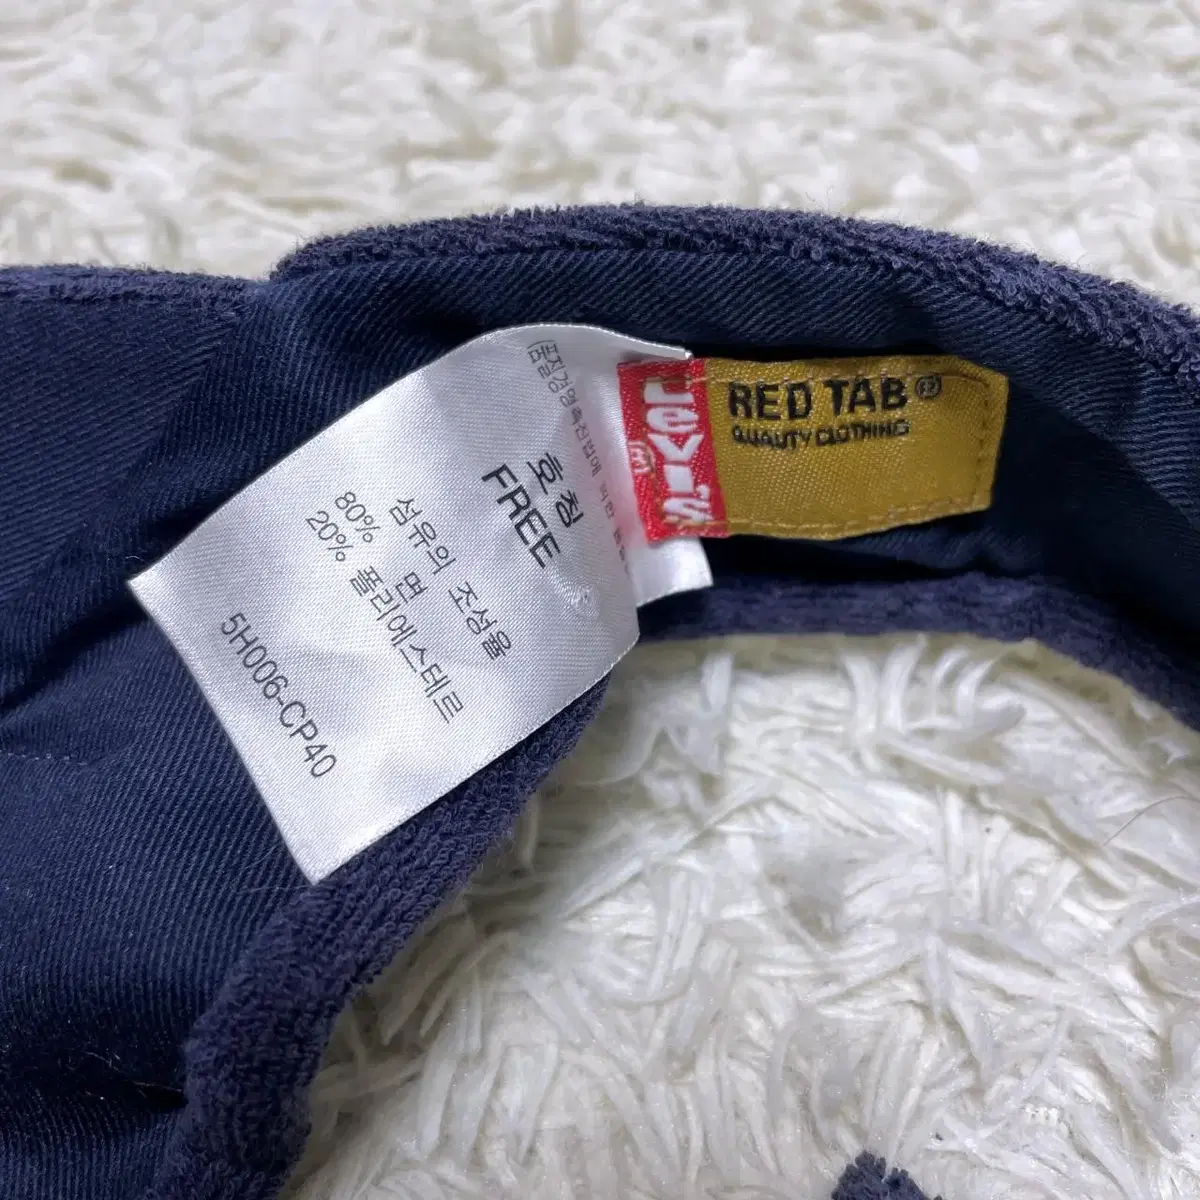 호칭
FREE
섬유의 조성율
80% 면
20% 폴리에스테르
5H006-CP40
Levi's
RED TAB
QUALITY CLOTHING